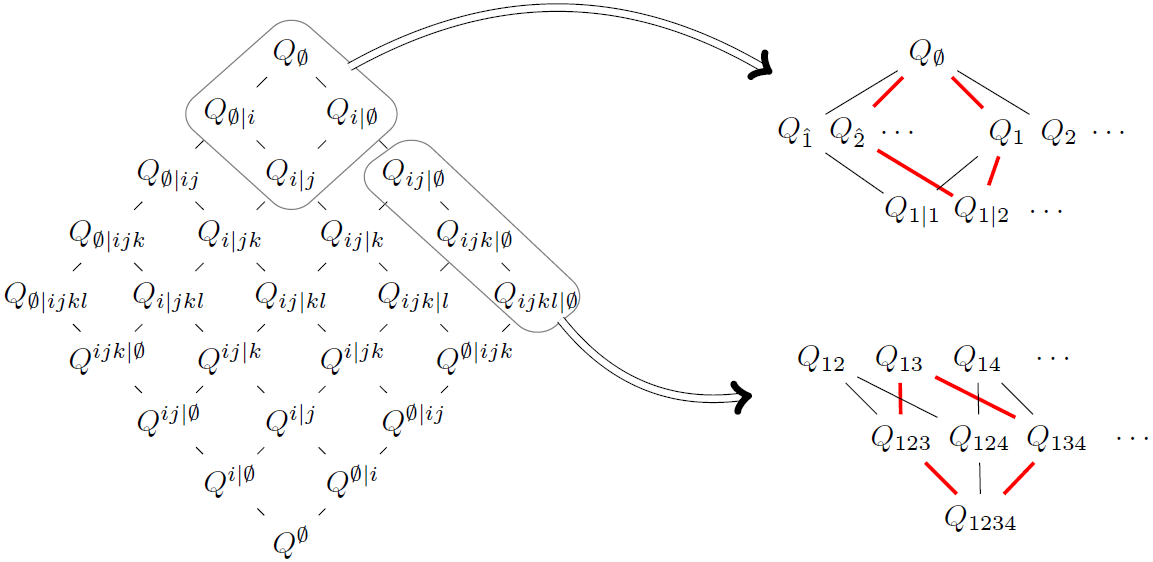 Q_∅ Q_∅
Q_{∅|i} Q_{i|∅} Q_{\hat{1}} Q_{\hat{2}} ⋯ Q_1 Q_2 ⋯
Q_{∅|ij} Q_{i|j} Q_{ij|∅} Q_{1|1} Q_{1|2} ⋯
Q_{∅|ijk} Q_{i|jk} Q_{ij|k} Q_{ijk|∅}
Q_{∅|ijkl} Q_{i|jkl} Q_{ij|kl} Q_{ijk|l} Q_{ijkl|∅}
Q^{ijk|∅} Q^{ij|k} Q^{i|jk} Q^{∅|ijk} Q_{12} Q_{13} Q_{14} ⋯
Q^{ij|∅} Q^{i|j} Q^{∅|ij} Q_{123} Q_{124} Q_{134} ⋯
Q^{i|∅} Q^{∅|i} Q_{1234}
Q^∅